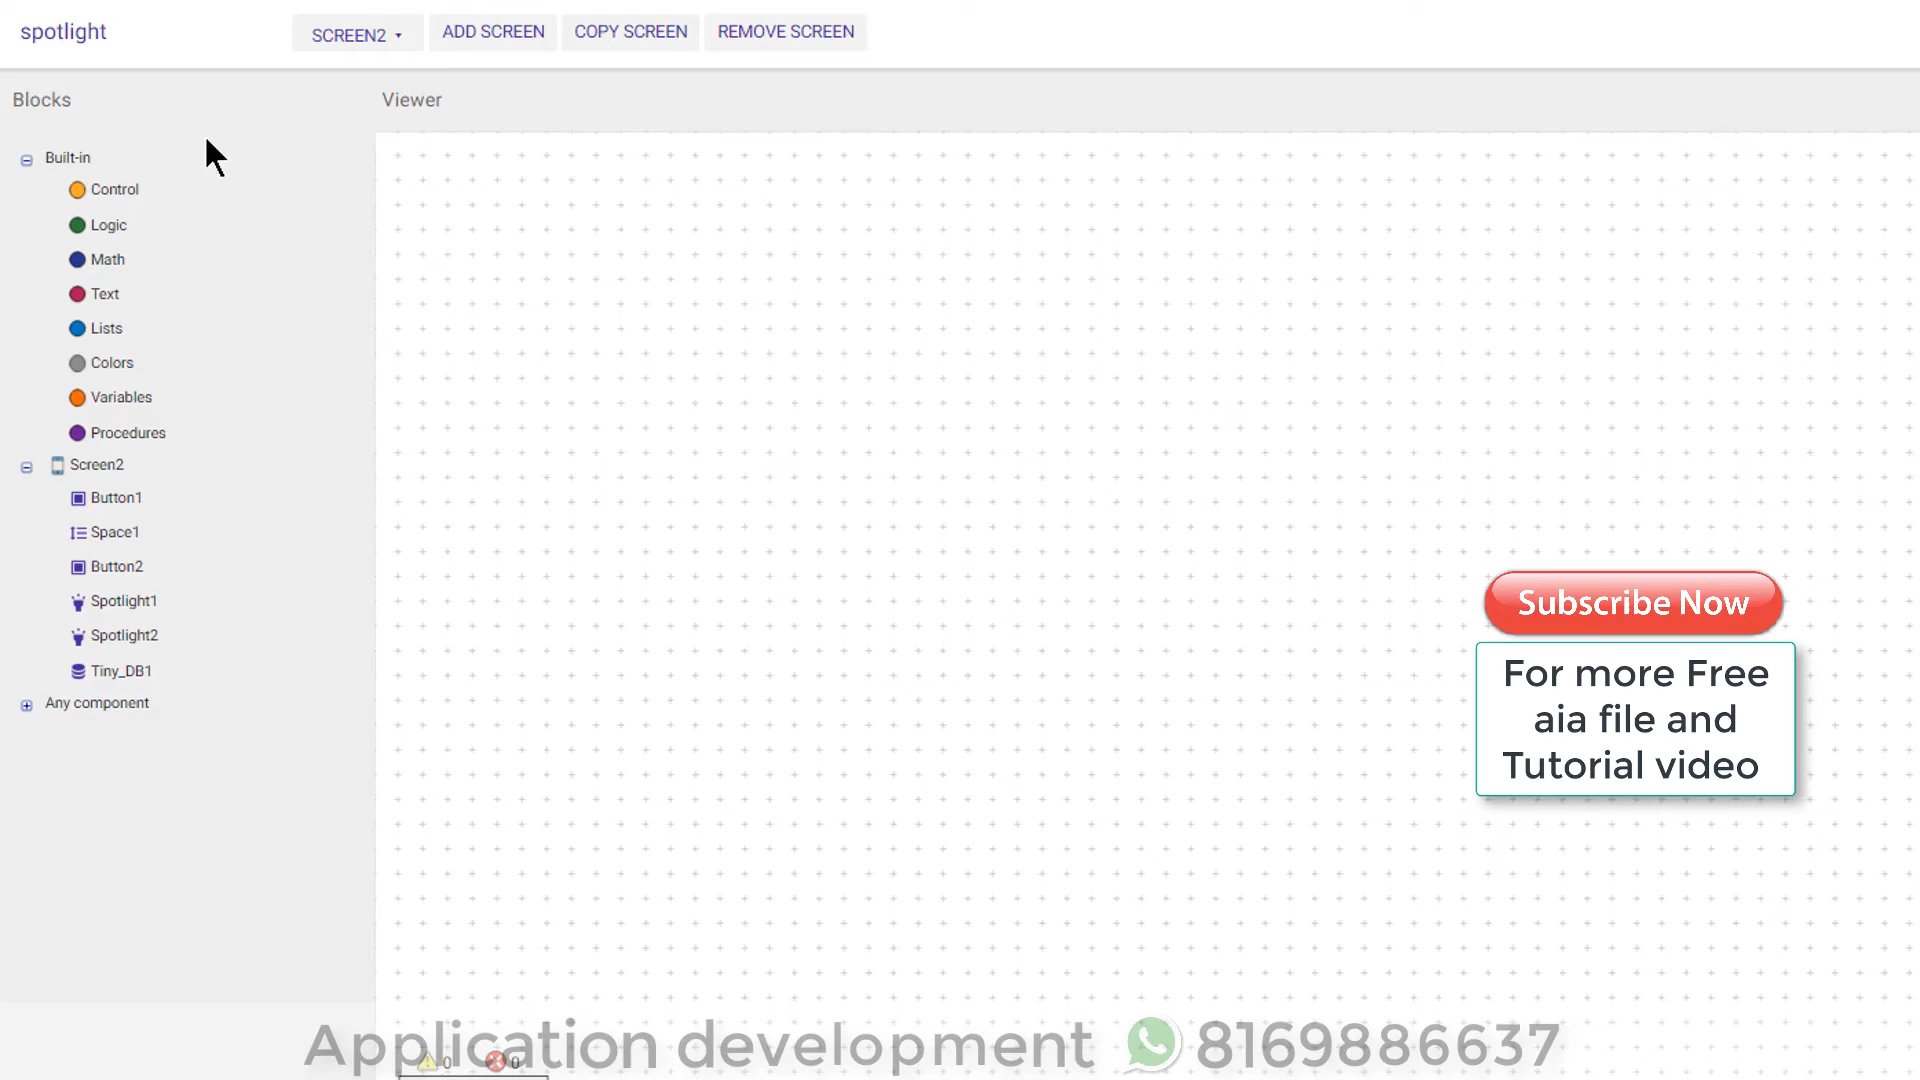 spotlight
SCREEN2
ADD SCREEN
COPY SCREEN
REMOVE SCREEN
Blocks
Viewer
Built-in
Control
Logic
Math
Text
Lists
Colors
Variables
Procedures
Screen2
Button1
Space1
Button2
Spotlight1
Spotlight2
Tiny_DB1
Any component
Subscribe Now
For more Free
aia file and
Tutorial video
Application development 8169886637
0
0